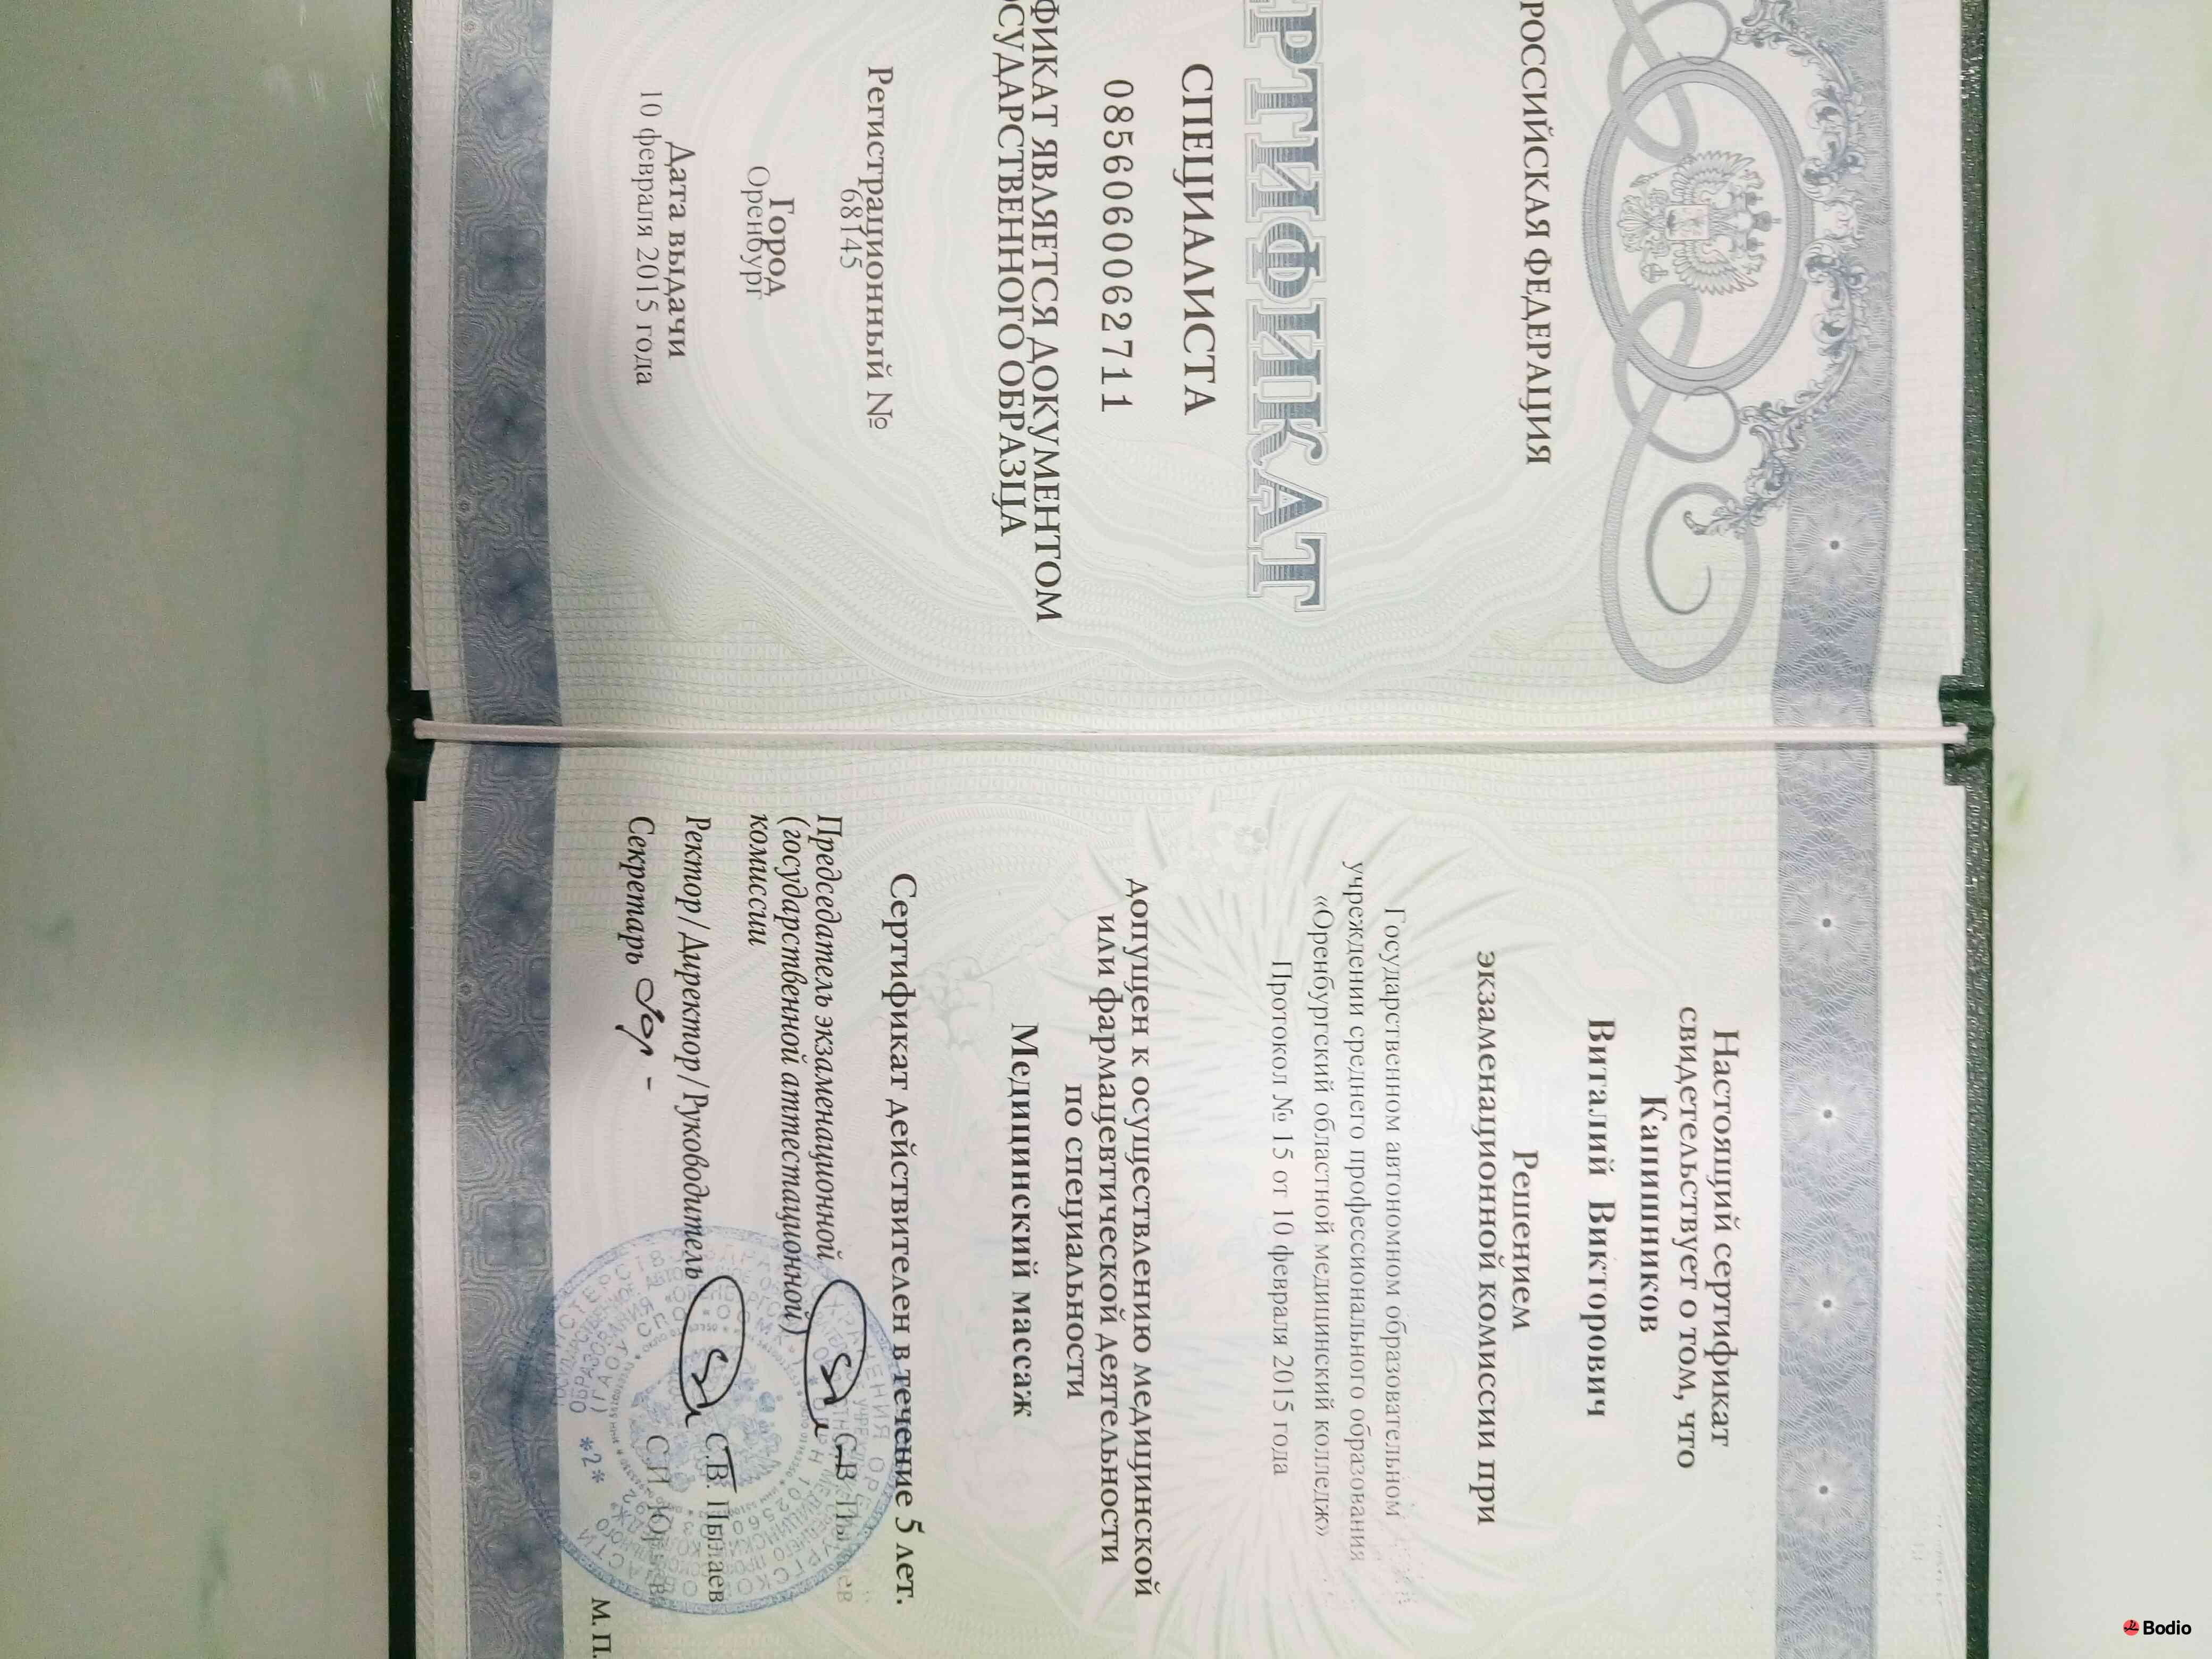 РОССИЙСКАЯ ФЕДЕРАЦИЯ
РТИФИКАТ
СПЕЦИАЛИСТА
0856060062711
ФИКАТ ЯВЛЯЕТСЯ ДОКУМЕНТОМ
ОСУДАРСТВЕННОГО ОБРАЗЦА
Регистрационный №
68145
Город
Оренбург
Дата выдачи
10 февраля 2015 года
Настоящий сертификат
свидетельствует о том, что
Капишников
Виталий Викторович
Решением
экзаменационной комиссии при
Государственном автономном образовательном
учреждении среднего профессионального образования
«Оренбургский областной медицинский колледж»
Протокол № 15 от 10 февраля 2015 года
допущен к осуществлению медицинской
или фармацевтической деятельности
по специальности
Медицинский массаж
Сертификат действителен в течение 5 лет.
Председатель экзаменационной
(государственной аттестационной)
комиссии
С.В.
Ректор/Директор/Руководитель
С.В. Пылаев
Секретарь
С.И.
М. П.
*2*
Bodio